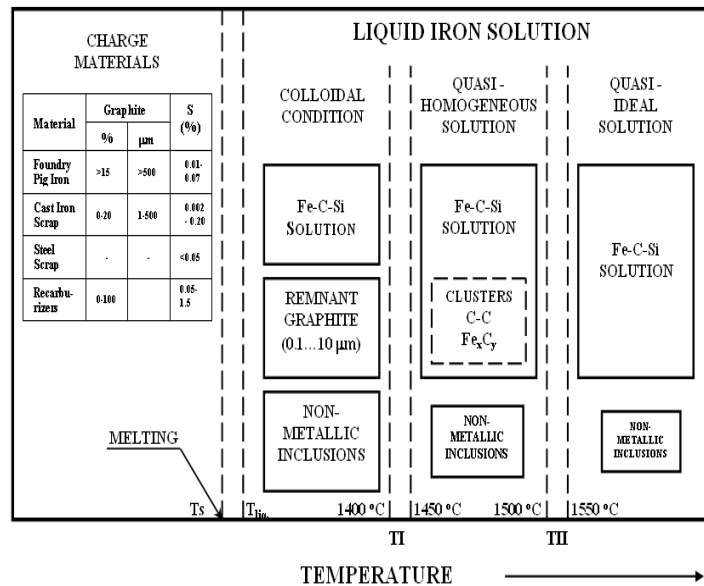 LIQUID IRON SOLUTION
CHARGE
MATERIALS
Material
Graphite
S
(%)
%
µm
Foundry
Pig Iron
>15
>500
0.01-
0.07
Cast Iron
Scrap
0-20
1-500
0.002
- 0.20
Steel
Scrap
-
-
<0.05
Recarbu-
rizers
0-100
0.05-
1.5
MELTING
Ts
COLLOIDAL
CONDITION
Fe-C-Si
SOLUTION
REMNANT
GRAPHITE
(0.1...10 µm)
NON-
METALLIC
INCLUSIONS
Tliq.
1400 °C
QUASI -
HOMOGENEOUS
SOLUTION
Fe-C-Si
SOLUTION
CLUSTERS
C-C
FexCy
NON-
METALLIC
INCLUSIONS
1450 °C
1500 °C
QUASI -
IDEAL
SOLUTION
Fe-C-Si
SOLUTION
NON-
METALLIC
INCLUSIONS
1550 °C
TI
TII
TEMPERATURE